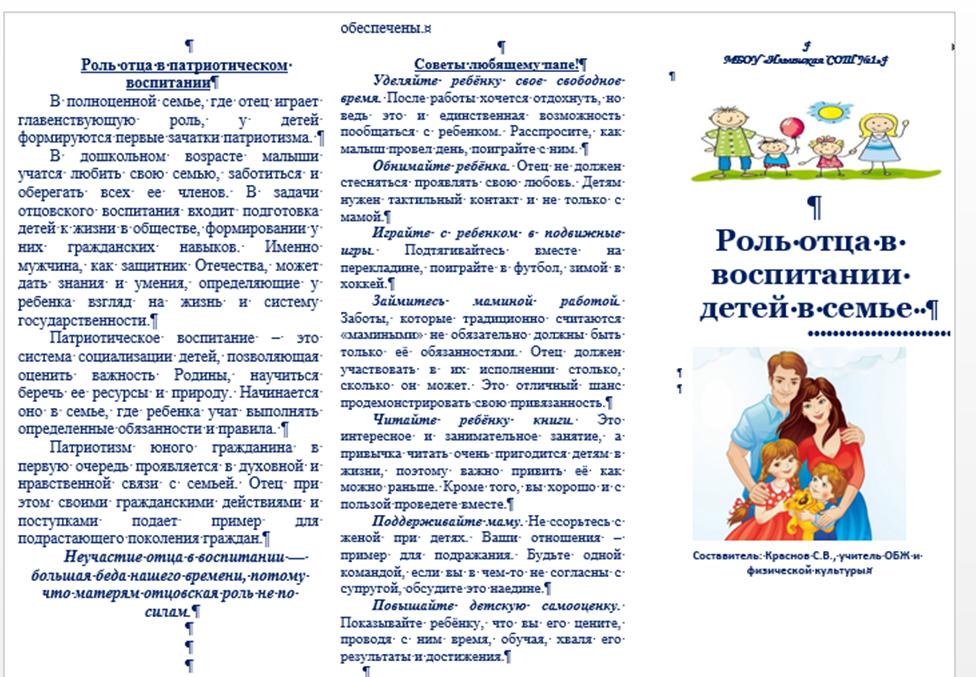 Роль отца в патриотическом
воспитании
В полноценной семье, где отец играет
главенствующую роль, у детей
формируются первые зачатки патриотизма.
В дошкольном возрасте малыши
учатся любить свою семью, заботиться и
оберегать всех ее членов. В задачи
отцовского воспитания входит подготовка
детей к жизни в обществе, формировании у
них гражданских навыков. Именно
мужчина, как защитник Отечества, может
дать знания и умения, определяющие у
ребенка взгляд на жизнь и систему
государственности.
Патриотическое воспитание – это
система социализации детей, позволяющая
оценить важность Родины, научиться
беречь ее ресурсы и природу. Начинается
оно в семье, где ребенка учат выполнять
определенные обязанности и правила.
Патриотизм юного гражданина в
первую очередь проявляется в духовной и
нравственной связи с семьей. Отец при
этом своими гражданскими действиями и
поступками подает пример для
подрастающего поколения граждан.
Неучастие отца в воспитании —
большая беда нашего времени, потому
что матерям отцовская роль не по
силам.
обеспечены.
Советы любящему папе!
Уделяйте ребёнку свое свободное
время. После работы хочется отдохнуть, но
ведь это и единственная возможность
пообщаться с ребенком. Расспросите, как
малыш провел день, поиграйте с ним.
Обнимайте ребёнка. Отец не должен
стесняться проявлять свою любовь. Детям
нужен тактильный контакт и не только с
мамой.
Играйте с ребенком в подвижные
игры. Подтягивайтесь вместе на
перекладине, поиграйте в футбол, зимой в
хоккей.
Займитесь маминой работой.
Заботы, которые традиционно считаются
«мамиными» не обязательно должны быть
только её обязанностями. Отец должен
участвовать в их исполнении столько,
сколько он может. Это отличный шанс
продемонстрировать свою привязанность.
Читайте ребёнку книги. Это
интересное и занимательное занятие, а
привычка читать очень пригодится детям в
жизни, поэтому важно привить её как
можно раньше. Кроме того, вы хорошо и с
пользой проведете вместе.
Поддерживайте маму. Не ссорьтесь с
женой при детях. Ваши отношения –
пример для подражания. Будьте одной
командой, если вы в чем-то не согласны с
супругой, обсудите это наедине.
Повышайте детскую самооценку.
Показывайте ребёнку, что вы его цените,
проводя с ним время, обучая, хваля его
результаты и достижения.
МБОУ «Ильинская СОШ №1»
Роль отца в
воспитании
детей в семье
Составитель: Краснов С.В., учитель ОБЖ и
физической культуры